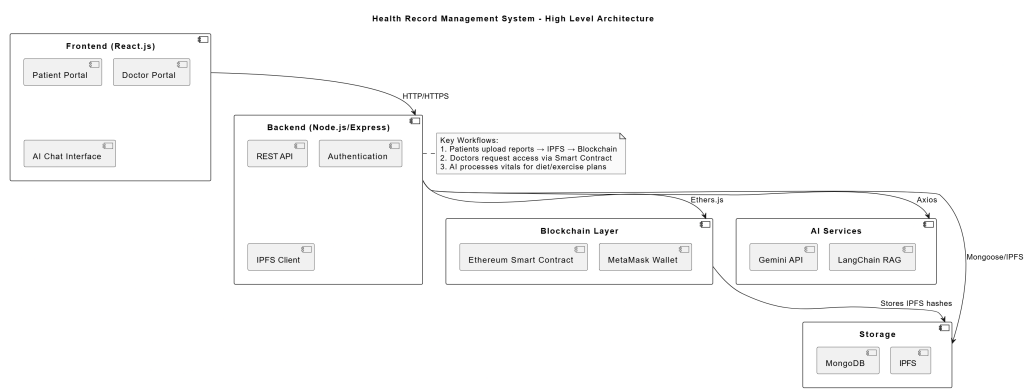 Health Record Management System - High Level Architecture
Frontend (React.js)
Patient Portal
Doctor Portal
AI Chat Interface
HTTP/HTTPS
Backend (Node.js/Express)
REST API
Authentication
IPFS Client
Key Workflows:
1. Patients upload reports → IPFS → Blockchain
2. Doctors request access via Smart Contract
3. AI processes vitals for diet/exercise plans
Ethers.js
Axios
Mongoose/IPFS
Blockchain Layer
Ethereum Smart Contract
MetaMask Wallet
AI Services
Gemini API
LangChain RAG
Stores IPFS hashes
Storage
MongoDB
IPFS